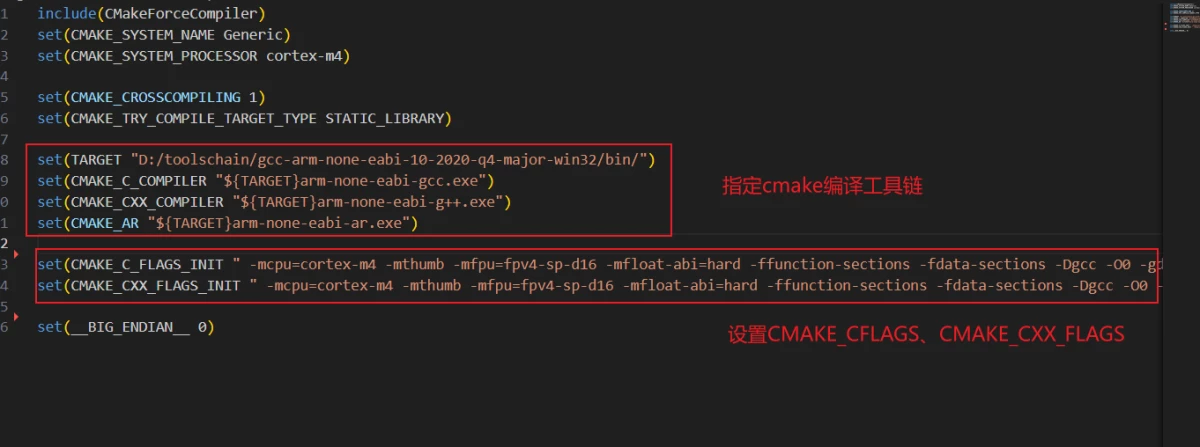 1 include(CMakeForceCompiler)
2 set(CMAKE_SYSTEM_NAME Generic)
3 set(CMAKE_SYSTEM_PROCESSOR cortex-m4)
4
5 set(CMAKE_CROSSCOMPILING 1)
6 set(CMAKE_TRY_COMPILE_TARGET_TYPE STATIC_LIBRARY)
7
8 set(TARGET "D:/toolschain/gcc-arm-none-eabi-10-2020-q4-major-win32/bin/")
9 set(CMAKE_C_COMPILER "${TARGET}arm-none-eabi-gcc.exe")
0 set(CMAKE_CXX_COMPILER "${TARGET}arm-none-eabi-g++.exe")
1 set(CMAKE_AR "${TARGET}arm-none-eabi-ar.exe")
指定cmake编译工具链
2
3 set(CMAKE_C_FLAGS_INIT " -mcpu=cortex-m4 -mthumb -mfpu=fpv4-sp-d16 -mfloat-abi=hard -ffunction-sections -fdata-sections -Dgcc -O0 -gd
4 set(CMAKE_CXX_FLAGS_INIT " -mcpu=cortex-m4 -mthumb -mfpu=fpv4-sp-d16 -mfloat-abi=hard -ffunction-sections -fdata-sections -Dgcc -O0 -
5
6 set(__BIG_ENDIAN__ 0)
设置CMAKE_CFLAGS、CMAKE_CXX_FLAGS